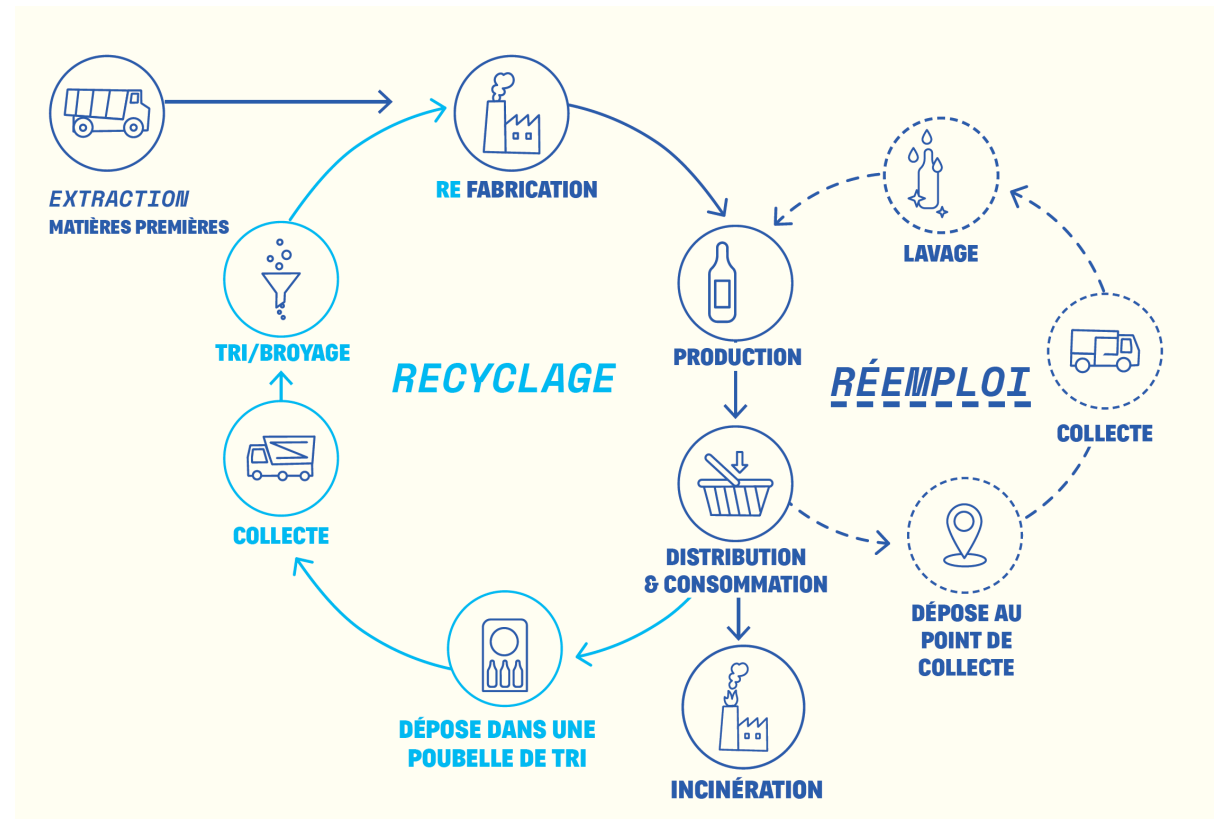 EXTRACTION
MATIÈRES PREMIÈRES
RE FABRICATION
LAVAGE
TRI/BROYAGE
PRODUCTION
RECYCLAGE
RÉEMPLOI
COLLECTE
COLLECTE
DISTRIBUTION
& CONSOMMATION
DÉPOSE AU
POINT DE
COLLECTE
DÉPOSE DANS UNE
POUBELLE DE TRI
INCINÉRATION